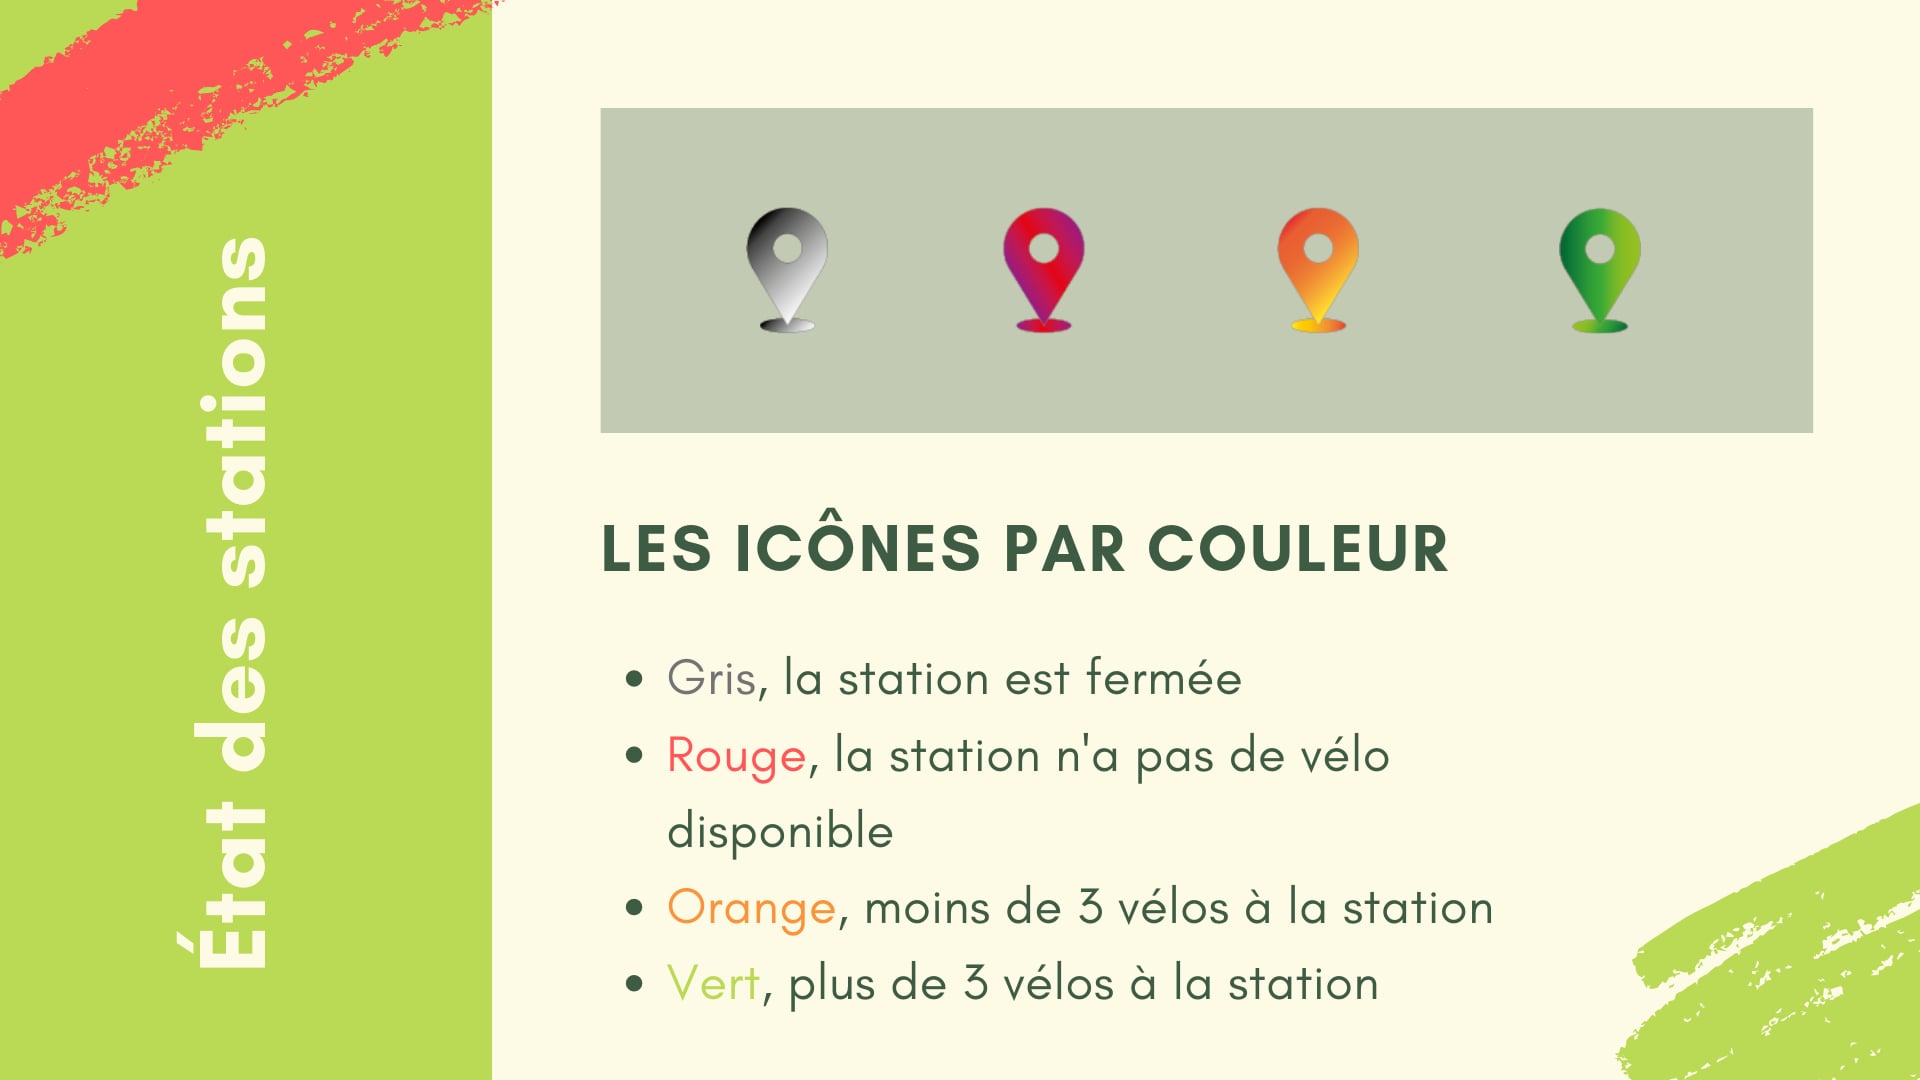 État des stations
LES ICÔNES PAR COULEUR
• Gris, la station est fermée
• Rouge, la station n'a pas de vélo
disponible
• Orange, moins de 3 vélos à la station
• Vert, plus de 3 vélos à la station